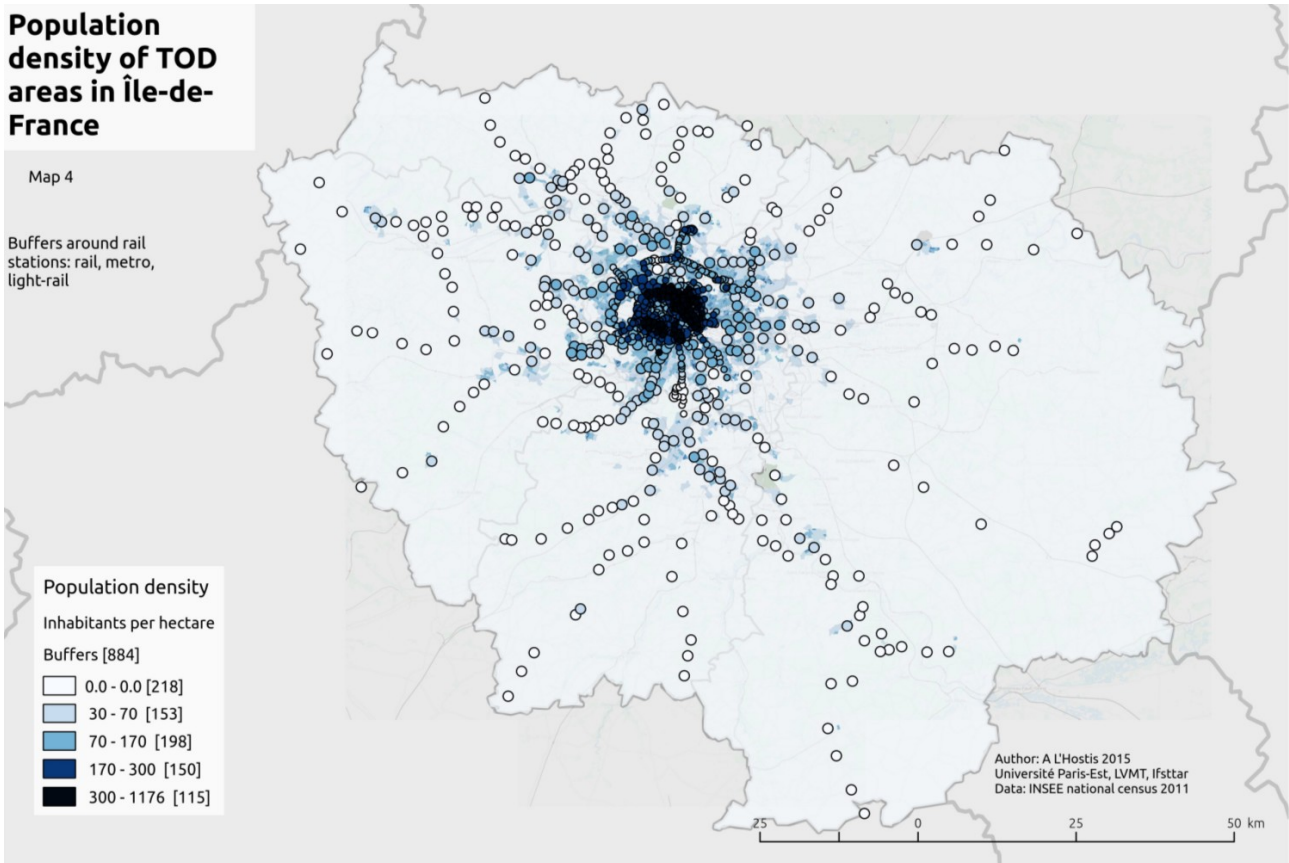 Population
density of TOD
areas in Île-de-
France
Map 4
Buffers around rail
stations: rail, metro,
light-rail
Population density
Inhabitants per hectare
Buffers [884]
0.0 - 0.0 [218]
30 - 70 [153]
70 - 170 [198]
170 - 300 [150]
300 - 1176 [115]
Author: A L'Hostis 2015
Université Paris-Est, LVMT, Ifsttar
Data: INSEE national census 2011
25 0 25 50 km